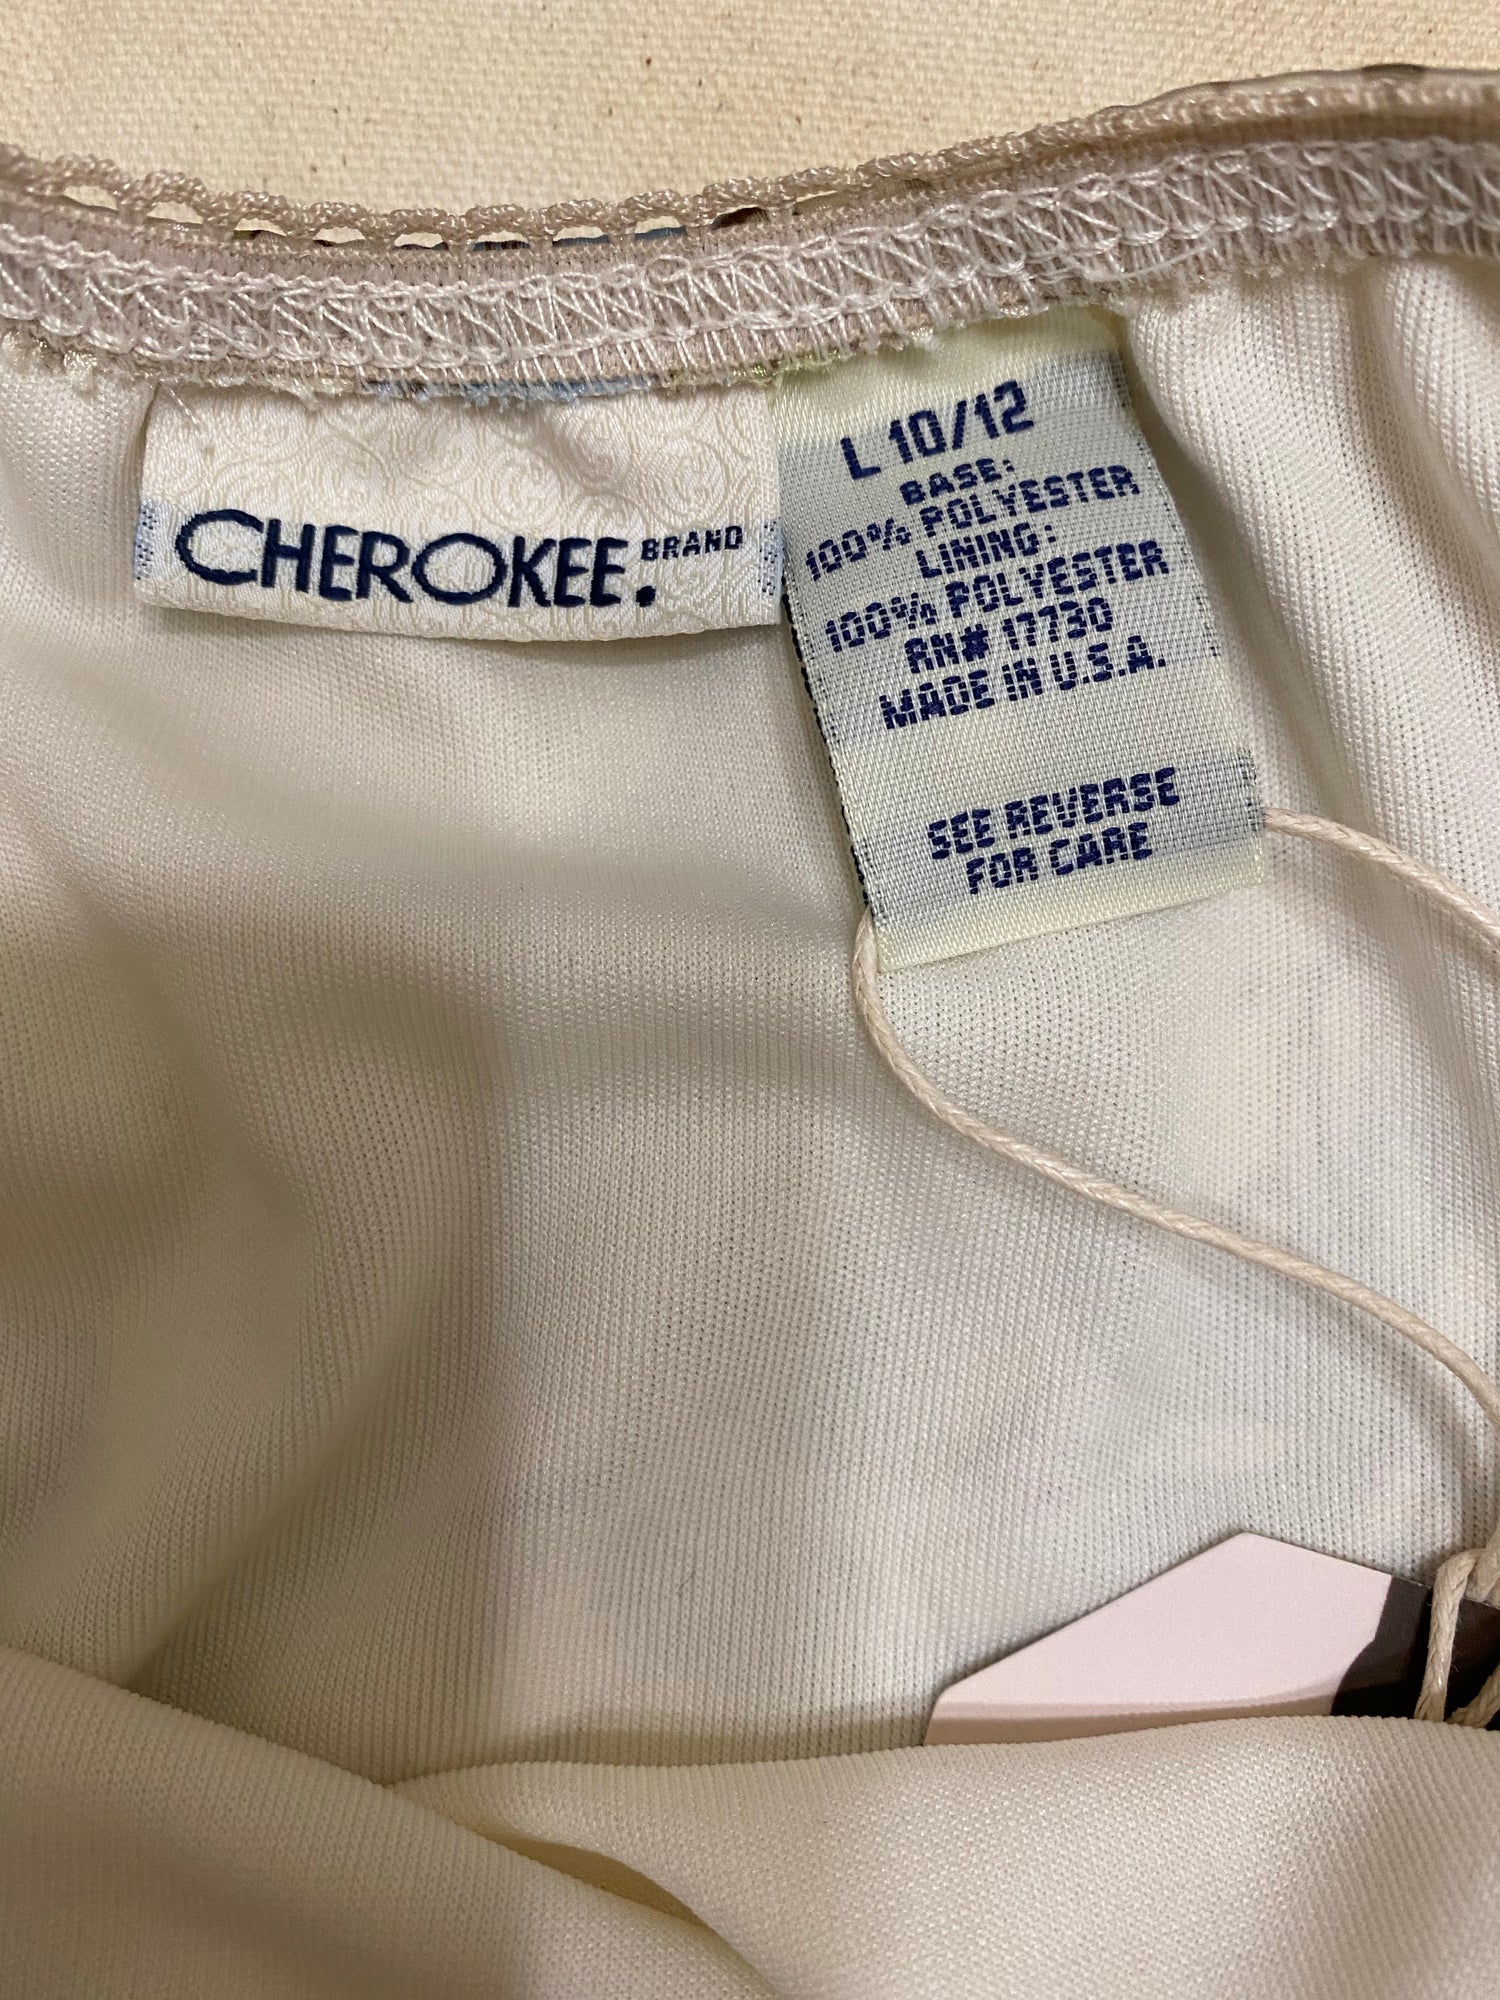 CHEROKEE. BRAND
L 10/12
BASE:
100% POLYESTER
LINING:
100% POLYESTER
RN# 17730
MADE IN U.S.A.
SEE REVERSE
FOR CARE